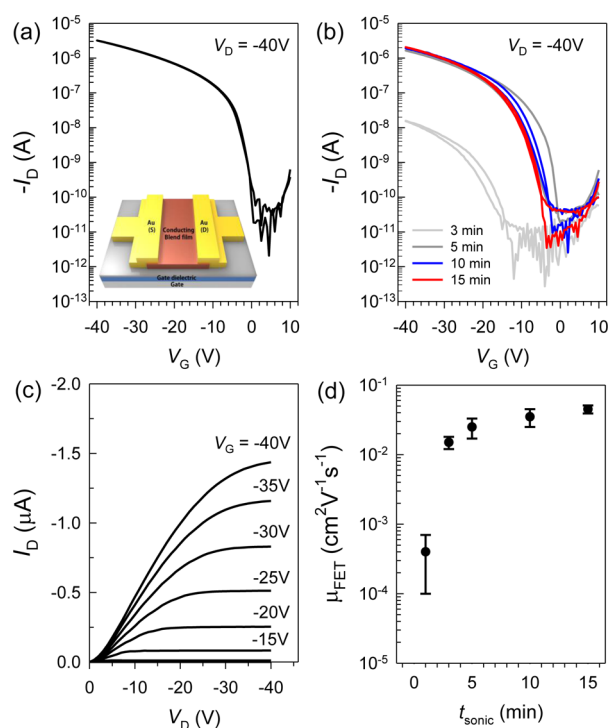 (a)
V_D = -40V
-I_D (A)
10^-5
10^-6
10^-7
10^-8
10^-9
10^-10
10^-11
10^-12
10^-13
Au
(S)
Conducting
Blend film
Au
(D)
Gate dielectric
Gate
-40 -30 -20 -10 0 10
V_G (V)
(b)
V_D = -40V
-I_D (A)
10^-5
10^-6
10^-7
10^-8
10^-9
10^-10
10^-11
10^-12
10^-13
3 min
5 min
10 min
15 min
-40 -30 -20 -10 0 10
V_G (V)
(c)
I_D (μA)
-2.0
-1.5
-1.0
-0.5
0.0
V_G = -40V
-35V
-30V
-25V
-20V
-15V
0 -10 -20 -30 -40
V_D (V)
(d)
μ_FET (cm^2V^-1s^-1)
10^-1
10^-2
10^-3
10^-4
10^-5
0 5 10 15
t_sonic (min)